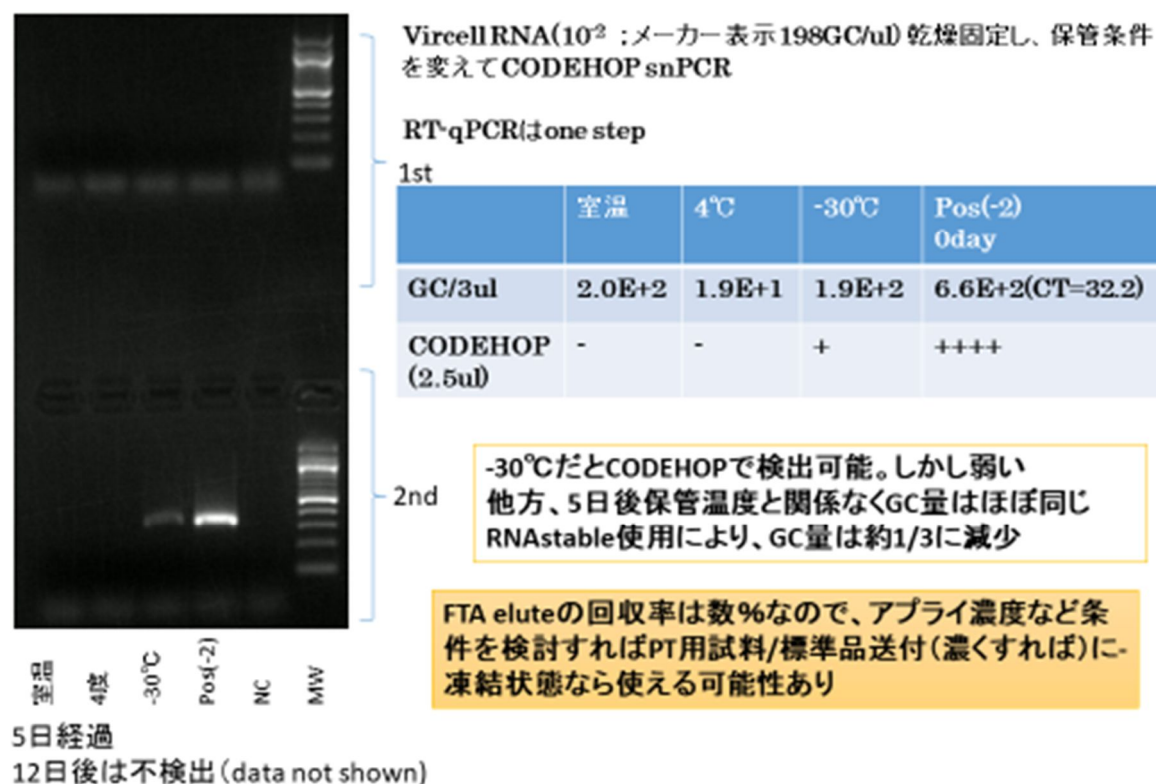 VircellRNA(10⁻² ：メーカー表示198GC/ul) 乾燥固定し、保管条件
を変えてCODEHOP snPCR
RT-qPCRはone step
1st
室温 4℃ -30℃ Pos(-2)
0day
GC/3ul 2.0E+2 1.9E+1 1.9E+2 6.6E+2(CT=32.2)
CODEHOP - - + ++++
(2.5ul)
-30℃だとCODEHOPで検出可能。しかし弱い
他方、5日後保管温度と関係なくGC量はほぼ同じ
RNAstable使用により、GC量は約1/3に減少
2nd
FTA eluteの回収率は数%なので、アプライ濃度など条
件を検討すればPT用試料/標準品送付（濃くすれば）に-
凍結状態なら使える可能性あり
室温
4度
-30℃
Pos(-2)
NC
MW
5日経過
12日後は不検出（data not shown)